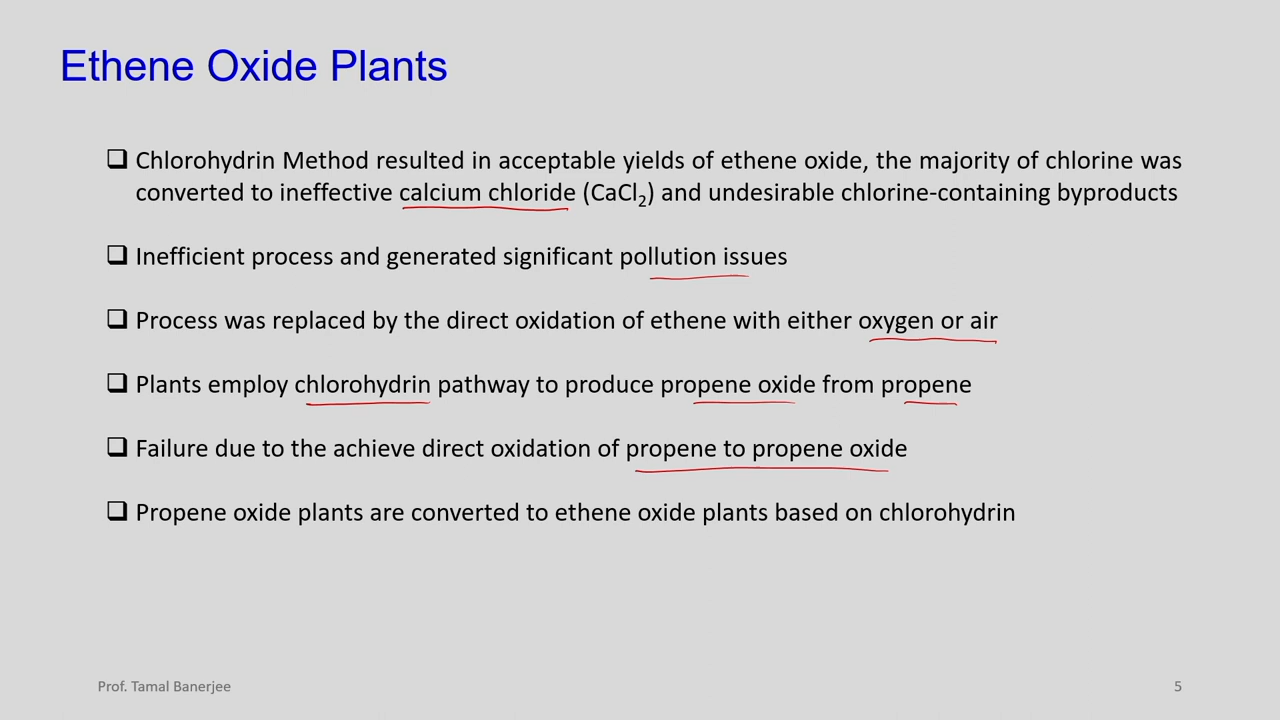 Ethene Oxide Plants
❑ Chlorohydrin Method resulted in acceptable yields of ethene oxide, the majority of chlorine was
converted to ineffective calcium chloride (CaCl₂) and undesirable chlorine-containing byproducts
❑ Inefficient process and generated significant pollution issues
❑ Process was replaced by the direct oxidation of ethene with either oxygen or air
❑ Plants employ chlorohydrin pathway to produce propene oxide from propene
❑ Failure due to the achieve direct oxidation of propene to propene oxide
❑ Propene oxide plants are converted to ethene oxide plants based on chlorohydrin
Prof. Tamal Banerjee
5